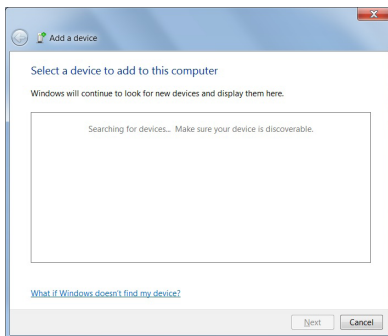 Add a device
Select a device to add to this computer
Windows will continue to look for new devices and display them here.
Searching for devices... Make sure your device is discoverable.
What if Windows doesn't find my device?
Next Cancel